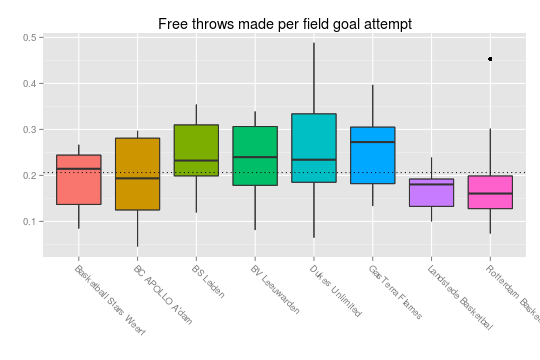 Free throws made per field goal attempt
0.5
0.4
0.3
0.2
0.1
Basketball Stars Weert
BC APOLLO A'dam
BS Leiden
BV Leeuwarden
Dukes Unlimited
GasTerra Flames
Landstede Basketbal
Rotterdam Basket